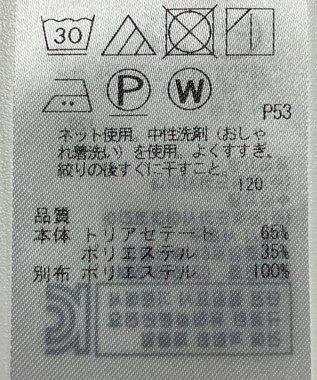 30
P W
P53
ネット使用。中性洗剤（おしゃ
れ着洗い）を使用。よくすすぎ、
絞りの後すぐに干すこと。
120
品質
本体 トリアセテート 65%
ポリエステル 35%
別布 ポリエステル 100%